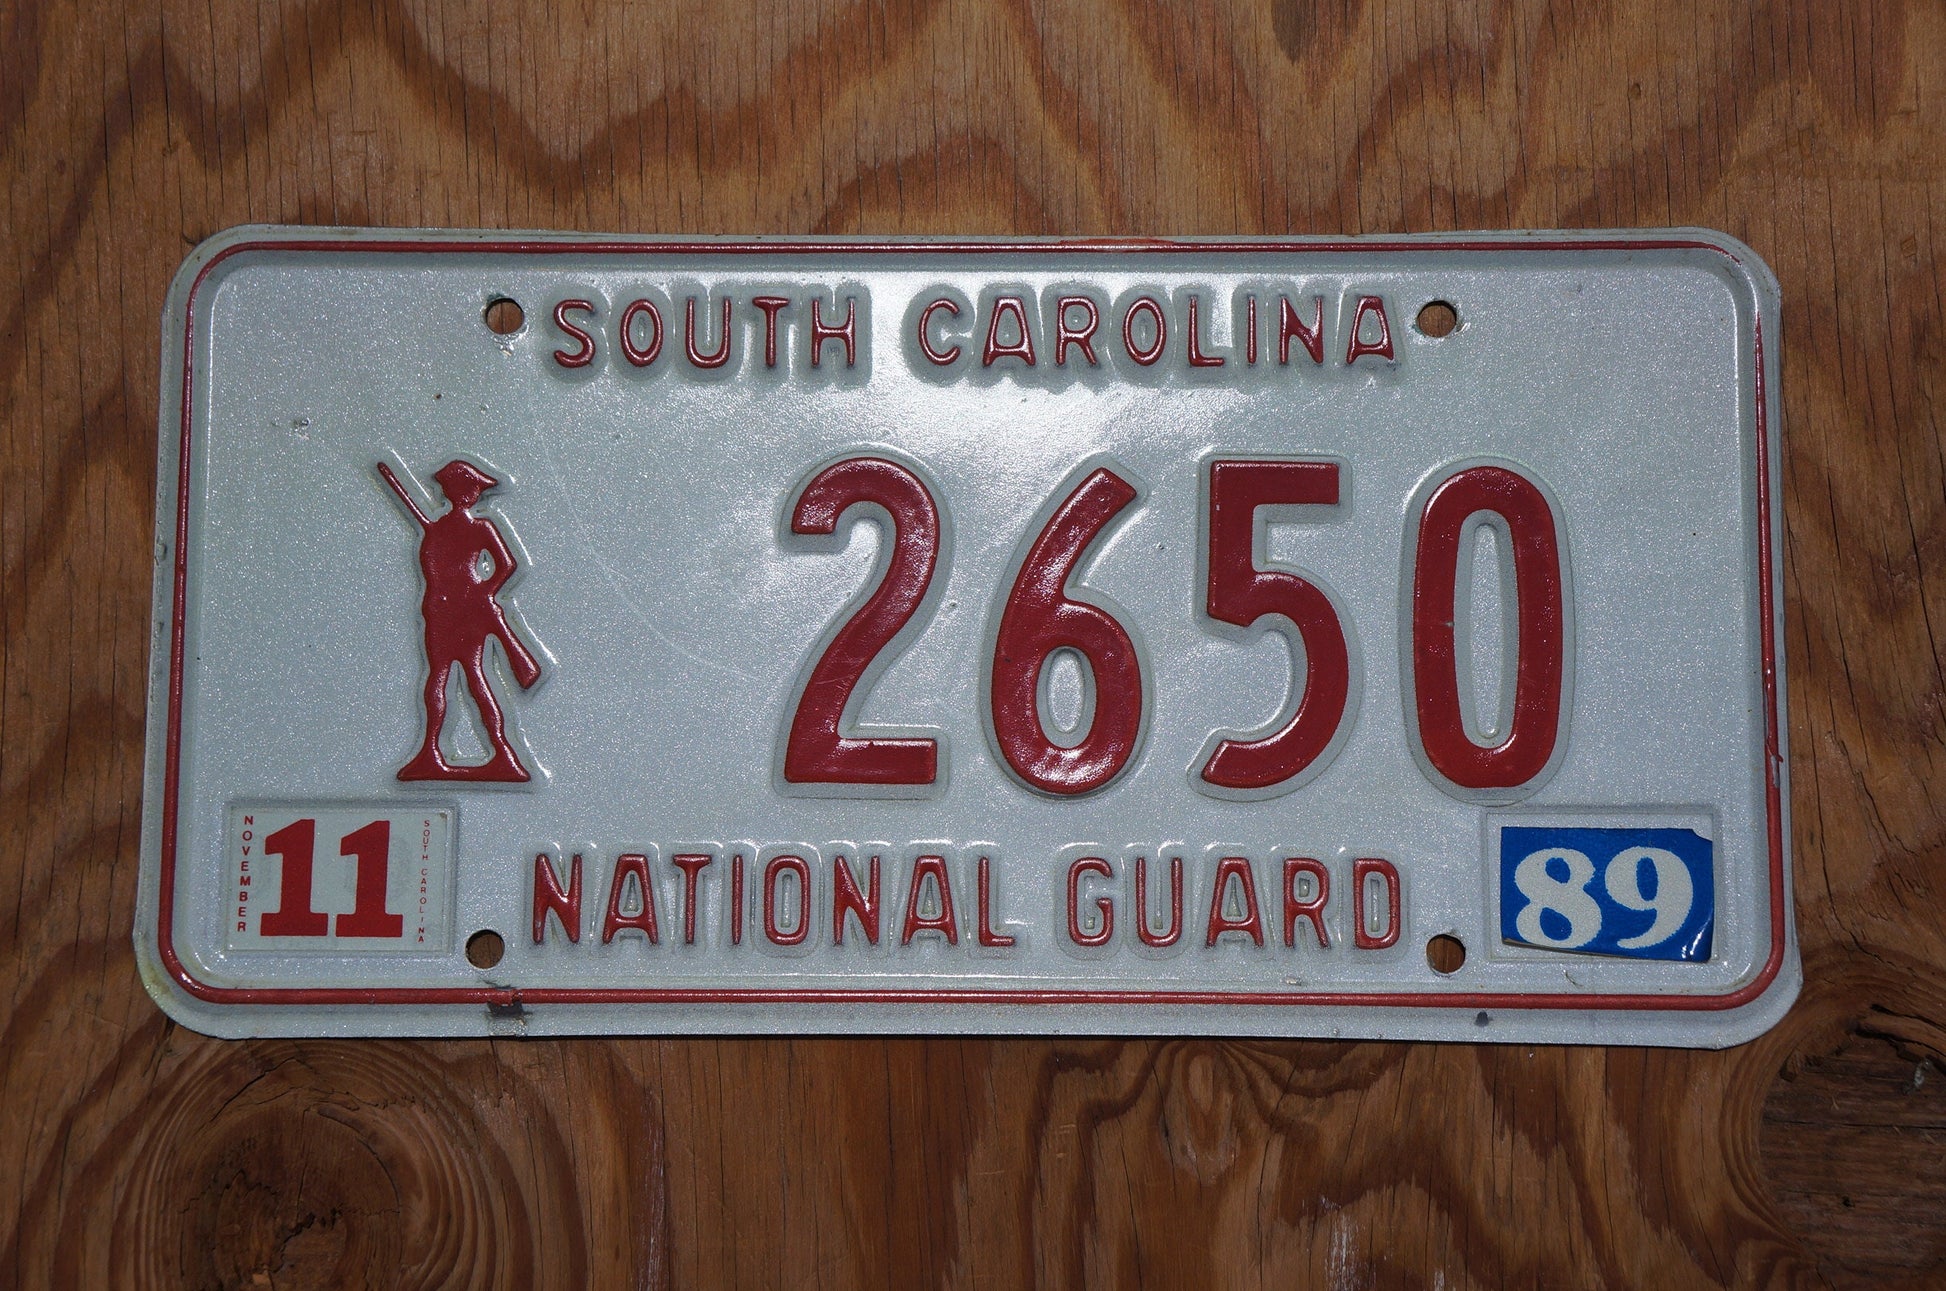 SOUTH CAROLINA
2650
NOVEMBER
11
SOUTH CAROLINA
NATIONAL GUARD
89